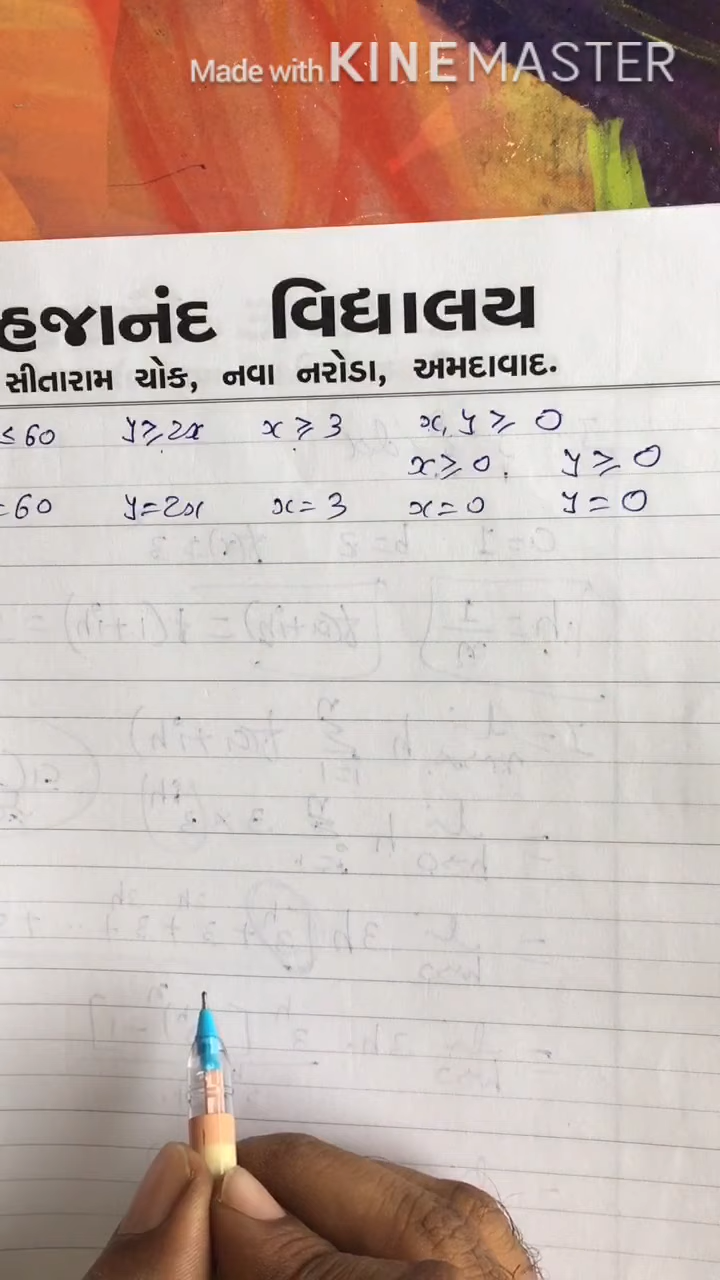 Made with KINEMASTER
હજાનંદ વિદ્યાલય
સીતારામ ચોક, નવા નરોડા, અમદાવાદ.
≤ 60 y ≥ 2x x ≥ 3 x, y ≥ 0
x ≥ 0, y ≥ 0
= 60 y = 2x x = 3 x = 0 y = 0